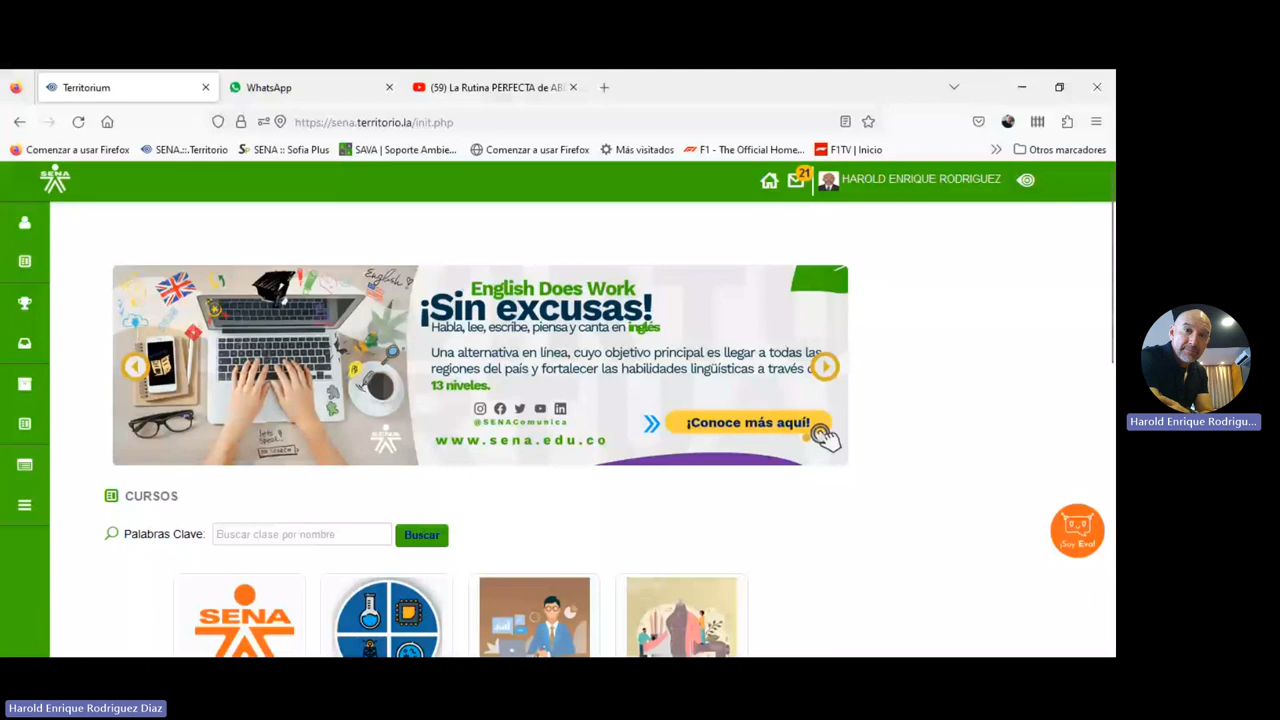 Territorium
WhatsApp
(59) La Rutina PERFECTA de AB
https://sena.territorio.la/init.php
Comenzar a usar Firefox
SENA.::.Territorio
SENA :: Sofia Plus
SAVA | Soporte Ambie...
Comenzar a usar Firefox
Más visitados
F1 - The Official Home...
F1TV | Inicio
Otros marcadores
SENA
21
HAROLD ENRIQUE RODRIGUEZ
English
English Does Work
¡Sin excusas!
Habla, lee, escribe, piensa y canta en inglés
Una alternativa en línea, cuyo objetivo principal es llegar a todas las
regiones del país y fortalecer las habilidades lingüísticas a través
13 niveles.
@SENAComunica
¡Conoce más aquí!
www.sena.edu.co
CURSOS
Palabras Clave:
Buscar clase por nombre
Buscar
¡Soy Evo!
SENA
Harold Enrique Rodrigu...
Harold Enrique Rodriguez Diaz